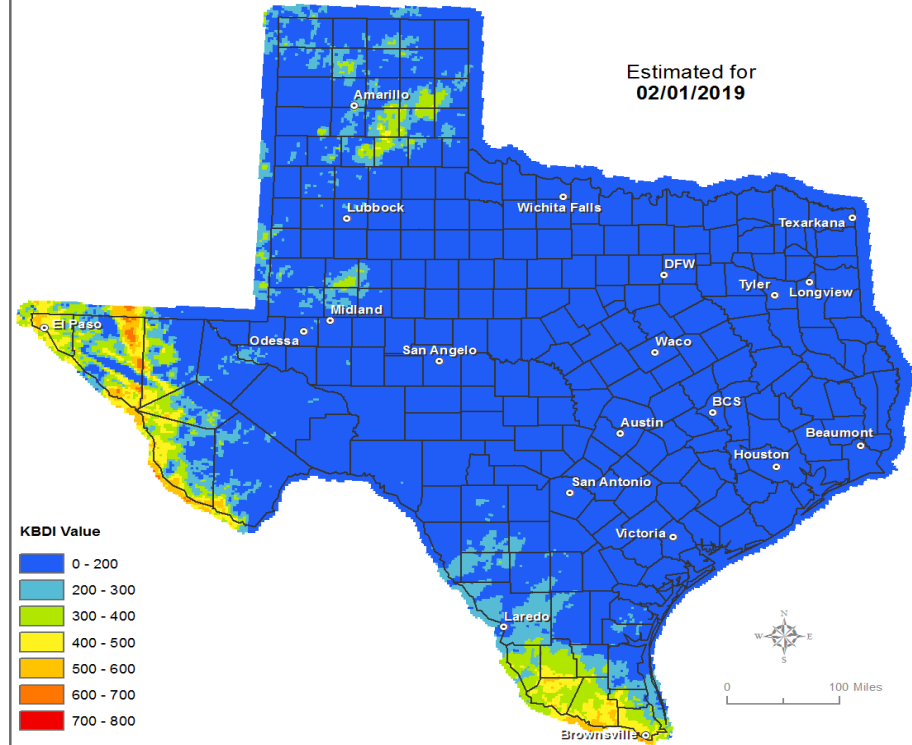 Estimated for
02/01/2019
Amarillo
Lubbock
Wichita Falls
Texarkana
DFW
Tyler
Longview
El Paso
Midland
Odessa
San Angelo
Waco
BCS
Austin
Beaumont
Houston
San Antonio
Victoria
Laredo
Brownsville
KBDI Value
0 - 200
200 - 300
300 - 400
400 - 500
500 - 600
600 - 700
700 - 800
N
W E
S
0 100 Miles